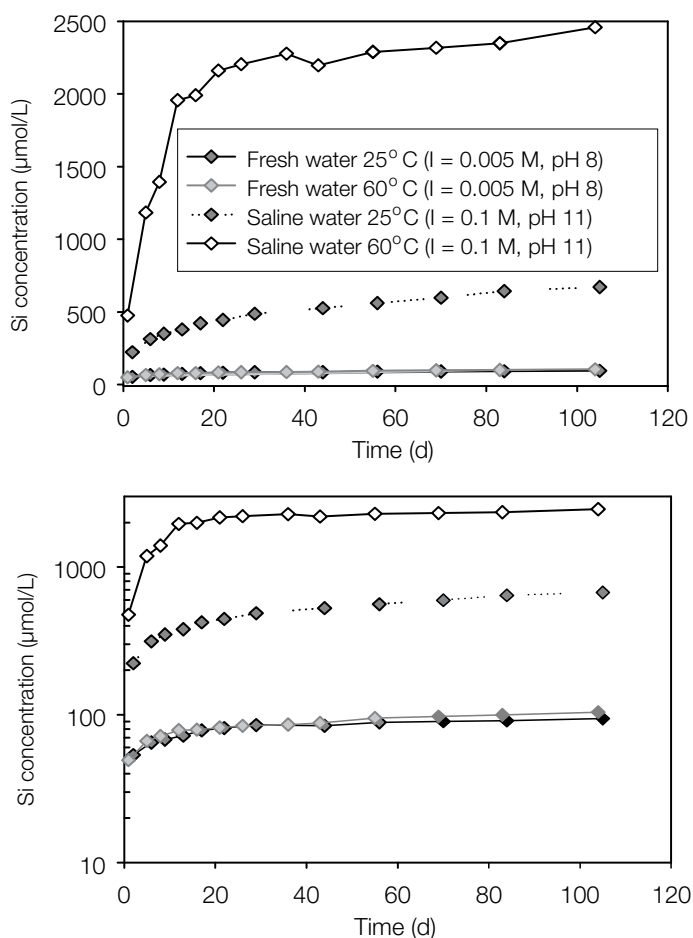 2500
2000
1500
1000
500
0
Si concentration (µmol/L)
Fresh water 25° C (I = 0.005 M, pH 8)
Fresh water 60° C (I = 0.005 M, pH 8)
Saline water 25° C (I = 0.1 M, pH 11)
Saline water 60° C (I = 0.1 M, pH 11)
0 20 40 60 80 100 120
Time (d)
1000
100
10
Si concentration (µmol/L)
0 20 40 60 80 100 120
Time (d)